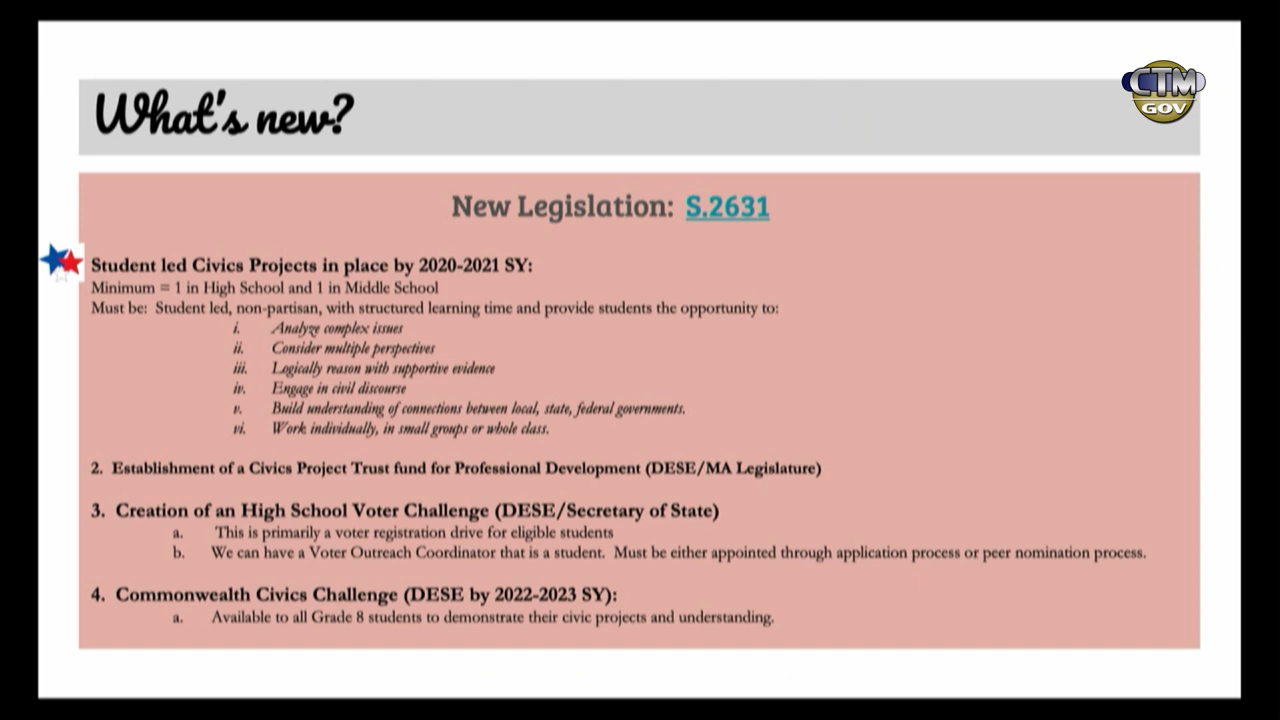 What's new?
CTM
GOV
New Legislation: S.2631
Student led Civics Projects in place by 2020-2021 SY:
Minimum = 1 in High School and 1 in Middle School
Must be: Student led, non-partisan, with structured learning time and provide students the opportunity to:
i. Analyze complex issues
ii. Consider multiple perspectives
iii. Logically reason with supportive evidence
iv. Engage in civil discourse
v. Build understanding of connections between local, state, federal governments.
vi. Work individually, in small groups or whole class.
2. Establishment of a Civics Project Trust fund for Professional Development (DESE/MA Legislature)
3. Creation of an High School Voter Challenge (DESE/Secretary of State)
a. This is primarily a voter registration drive for eligible students
b. We can have a Voter Outreach Coordinator that is a student. Must be either appointed through application process or peer nomination process.
4. Commonwealth Civics Challenge (DESE by 2022-2023 SY):
a. Available to all Grade 8 students to demonstrate their civic projects and understanding.